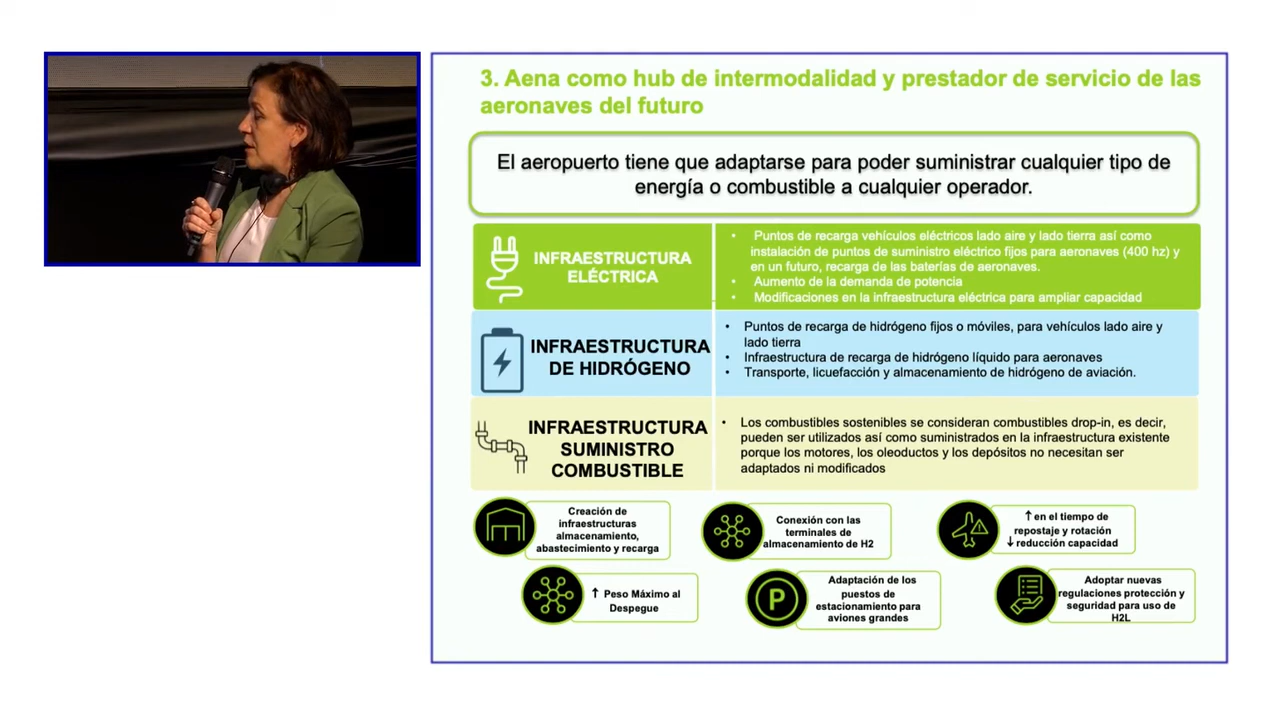 3. Aena como hub de intermodalidad y prestador de servicio de las
aeronaves del futuro
El aeropuerto tiene que adaptarse para poder suministrar cualquier tipo de
energía o combustible a cualquier operador.
INFRAESTRUCTURA
ELÉCTRICA
• Puntos de recarga vehículos eléctricos lado aire y lado tierra así como
instalación de puntos de suministro eléctrico fijos para aeronaves (400 hz) y
en un futuro, recarga de las baterías de aeronaves.
• Aumento de la demanda de potencia
• Modificaciones en la infraestructura eléctrica para ampliar capacidad
INFRAESTRUCTURA
DE HIDRÓGENO
• Puntos de recarga de hidrógeno fijos o móviles, para vehículos lado aire y
lado tierra
• Infraestructura de recarga de hidrógeno líquido para aeronaves
• Transporte, licuefacción y almacenamiento de hidrógeno de aviación.
INFRAESTRUCTURA
SUMINISTRO
COMBUSTIBLE
• Los combustibles sostenibles se consideran combustibles drop-in, es decir,
pueden ser utilizados así como suministrados en la infraestructura existente
porque los motores, los oleoductos y los depósitos no necesitan ser
adaptados ni modificados
Creación de
infraestructuras
almacenamiento,
abastecimiento y recarga
Conexión con las
terminales de
almacenamiento de H2
↑ en el tiempo de
repostaje y rotación
↓ reducción capacidad
↑ Peso Máximo al
Despegue
P
Adaptación de los
puestos de
estacionamiento para
aviones grandes
Adoptar nuevas
regulaciones protección y
seguridad para uso de
H2L